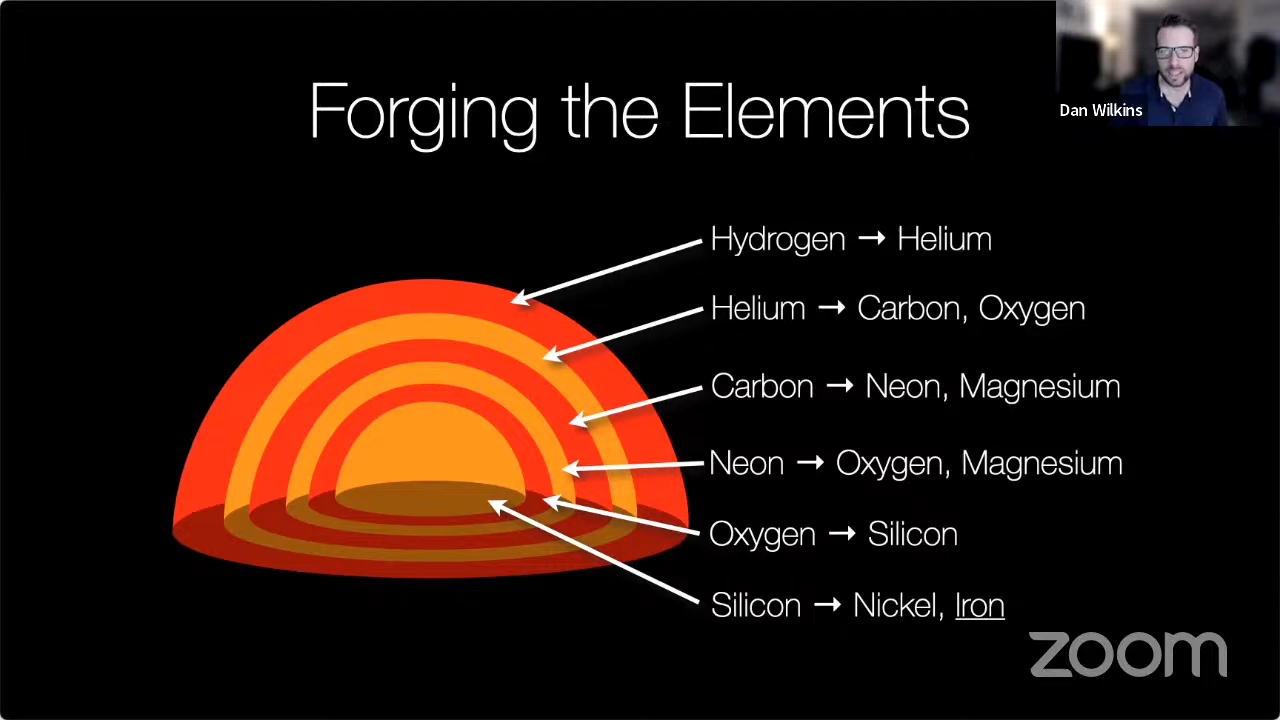 Forging the Elements
Dan Wilkins
Hydrogen → Helium
Helium → Carbon, Oxygen
Carbon → Neon, Magnesium
Neon → Oxygen, Magnesium
Oxygen → Silicon
Silicon → Nickel, Iron
zoom